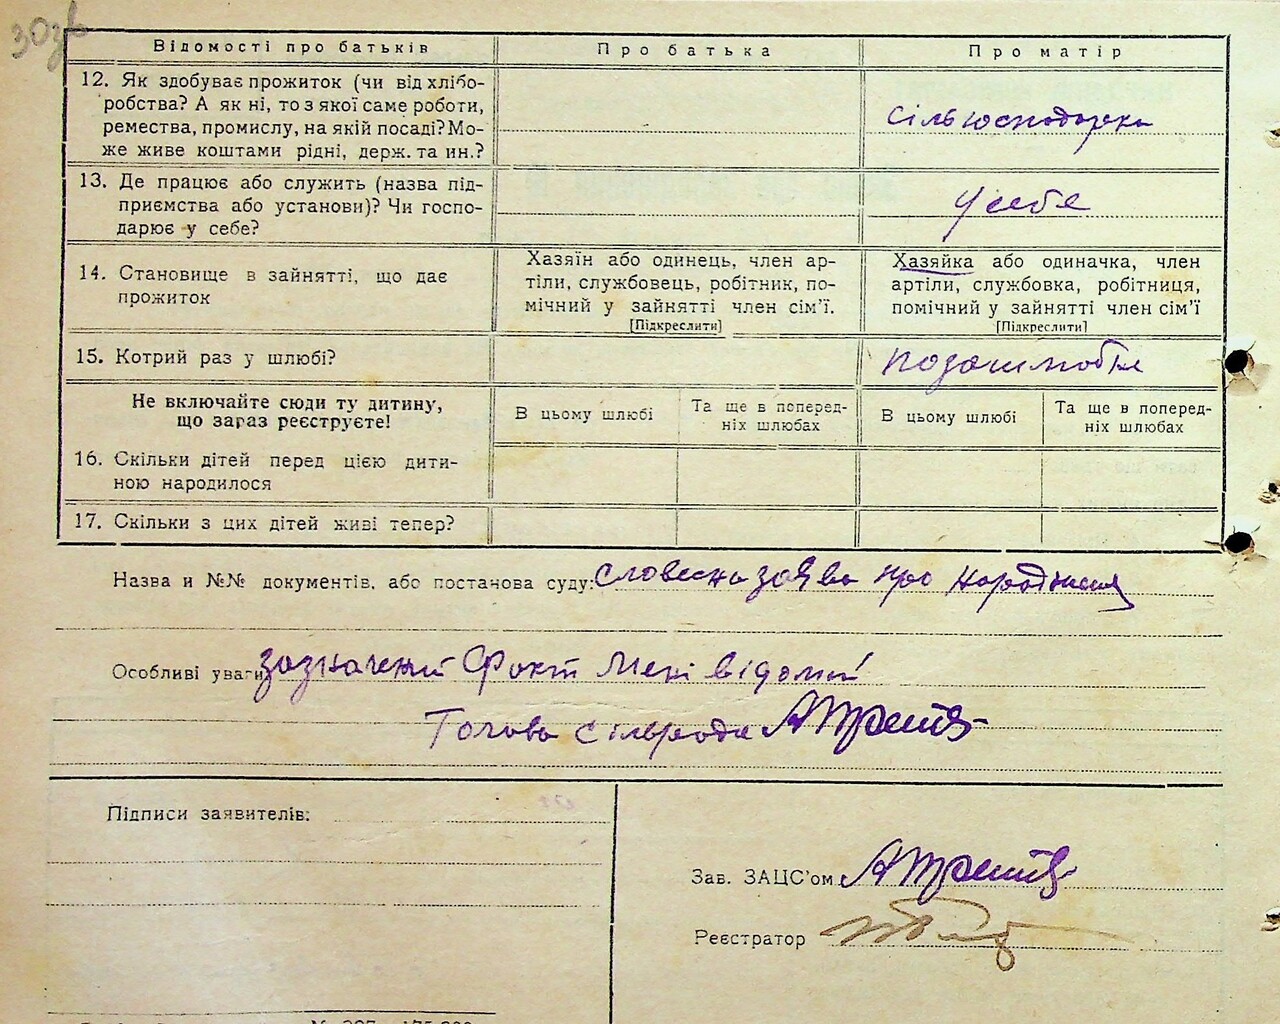 30зв
Відомості про батьків
Про батька
Про матір
12. Як здобуває прожиток (чи від хлібо-
робства? А як ні, то з якої саме роботи,
ремества, промислу, на якій посаді? Мо-
же живе коштами рідні, держ. та ин.?
сільгосподарка
13. Де працює або служить (назва під-
приємства або установи)? Чи госпо-
дарює у себе?
у себе
14. Становище в зайнятті, що дає
прожиток
Хазяїн або одинець, член ар-
тіли, службовець, робітник, по-
мічний у зайнятті член сім’ї.
[Підкреслити]
Хазяйка або одиначка, член
артіли, службовка, робітниця,
помічний у зайнятті член сім’ї
[Підкреслити]
15. Котрий раз у шлюбі?
позашлюбне
Не включайте сюди ту дитину,
що зараз реєструєте!
В цьому шлюбі
Та ще в поперед-
ніх шлюбах
В цьому шлюбі
Та ще в поперед-
ніх шлюбах
16. Скільки дітей перед цією дити-
ною народилося
17. Скільки з цих дітей живі тепер?
Назва и №№ документів, або постанова суду: словесна заява про народження
Особливі уваги зазначений факт мені відомий
Голова сільради
Підписи заявителів:
Зав. ЗАЦС’ом
Реєстратор